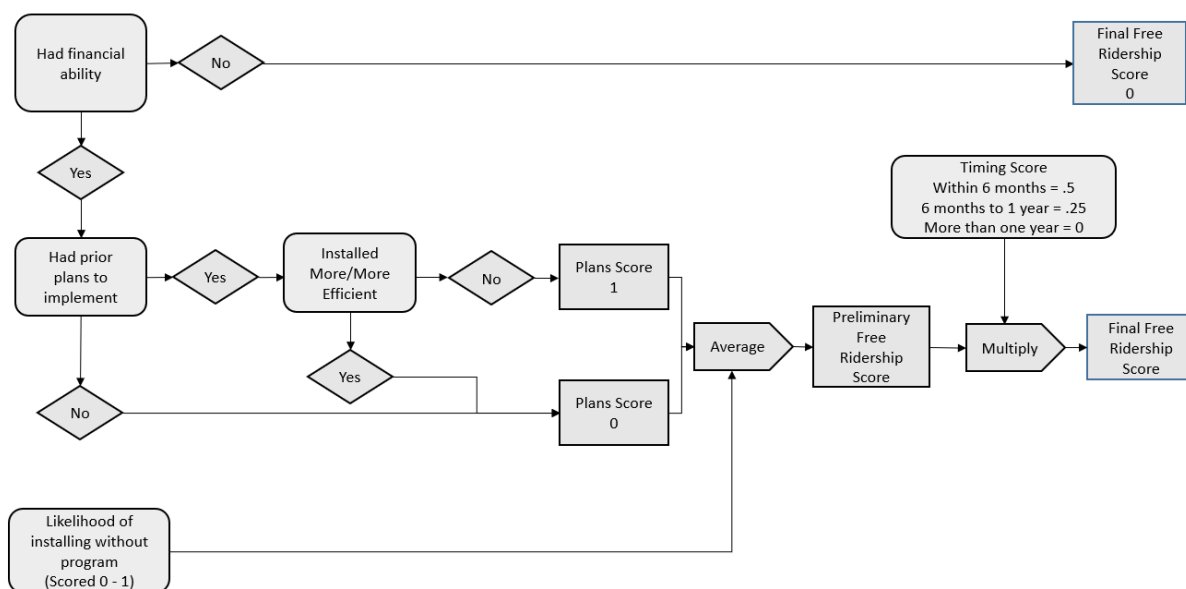 Had financial
ability
No
Final Free
Ridership
Score
0
Yes
Timing Score
Within 6 months = .5
6 months to 1 year = .25
More than one year = 0
Had prior
plans to
implement
Yes
Installed
More/More
Efficient
No
Plans Score
1
Average
Preliminary
Free
Ridership
Score
Multiply
Final Free
Ridership
Score
Yes
No
Plans Score
0
Likelihood of
installing without
program
(Scored 0 - 1)